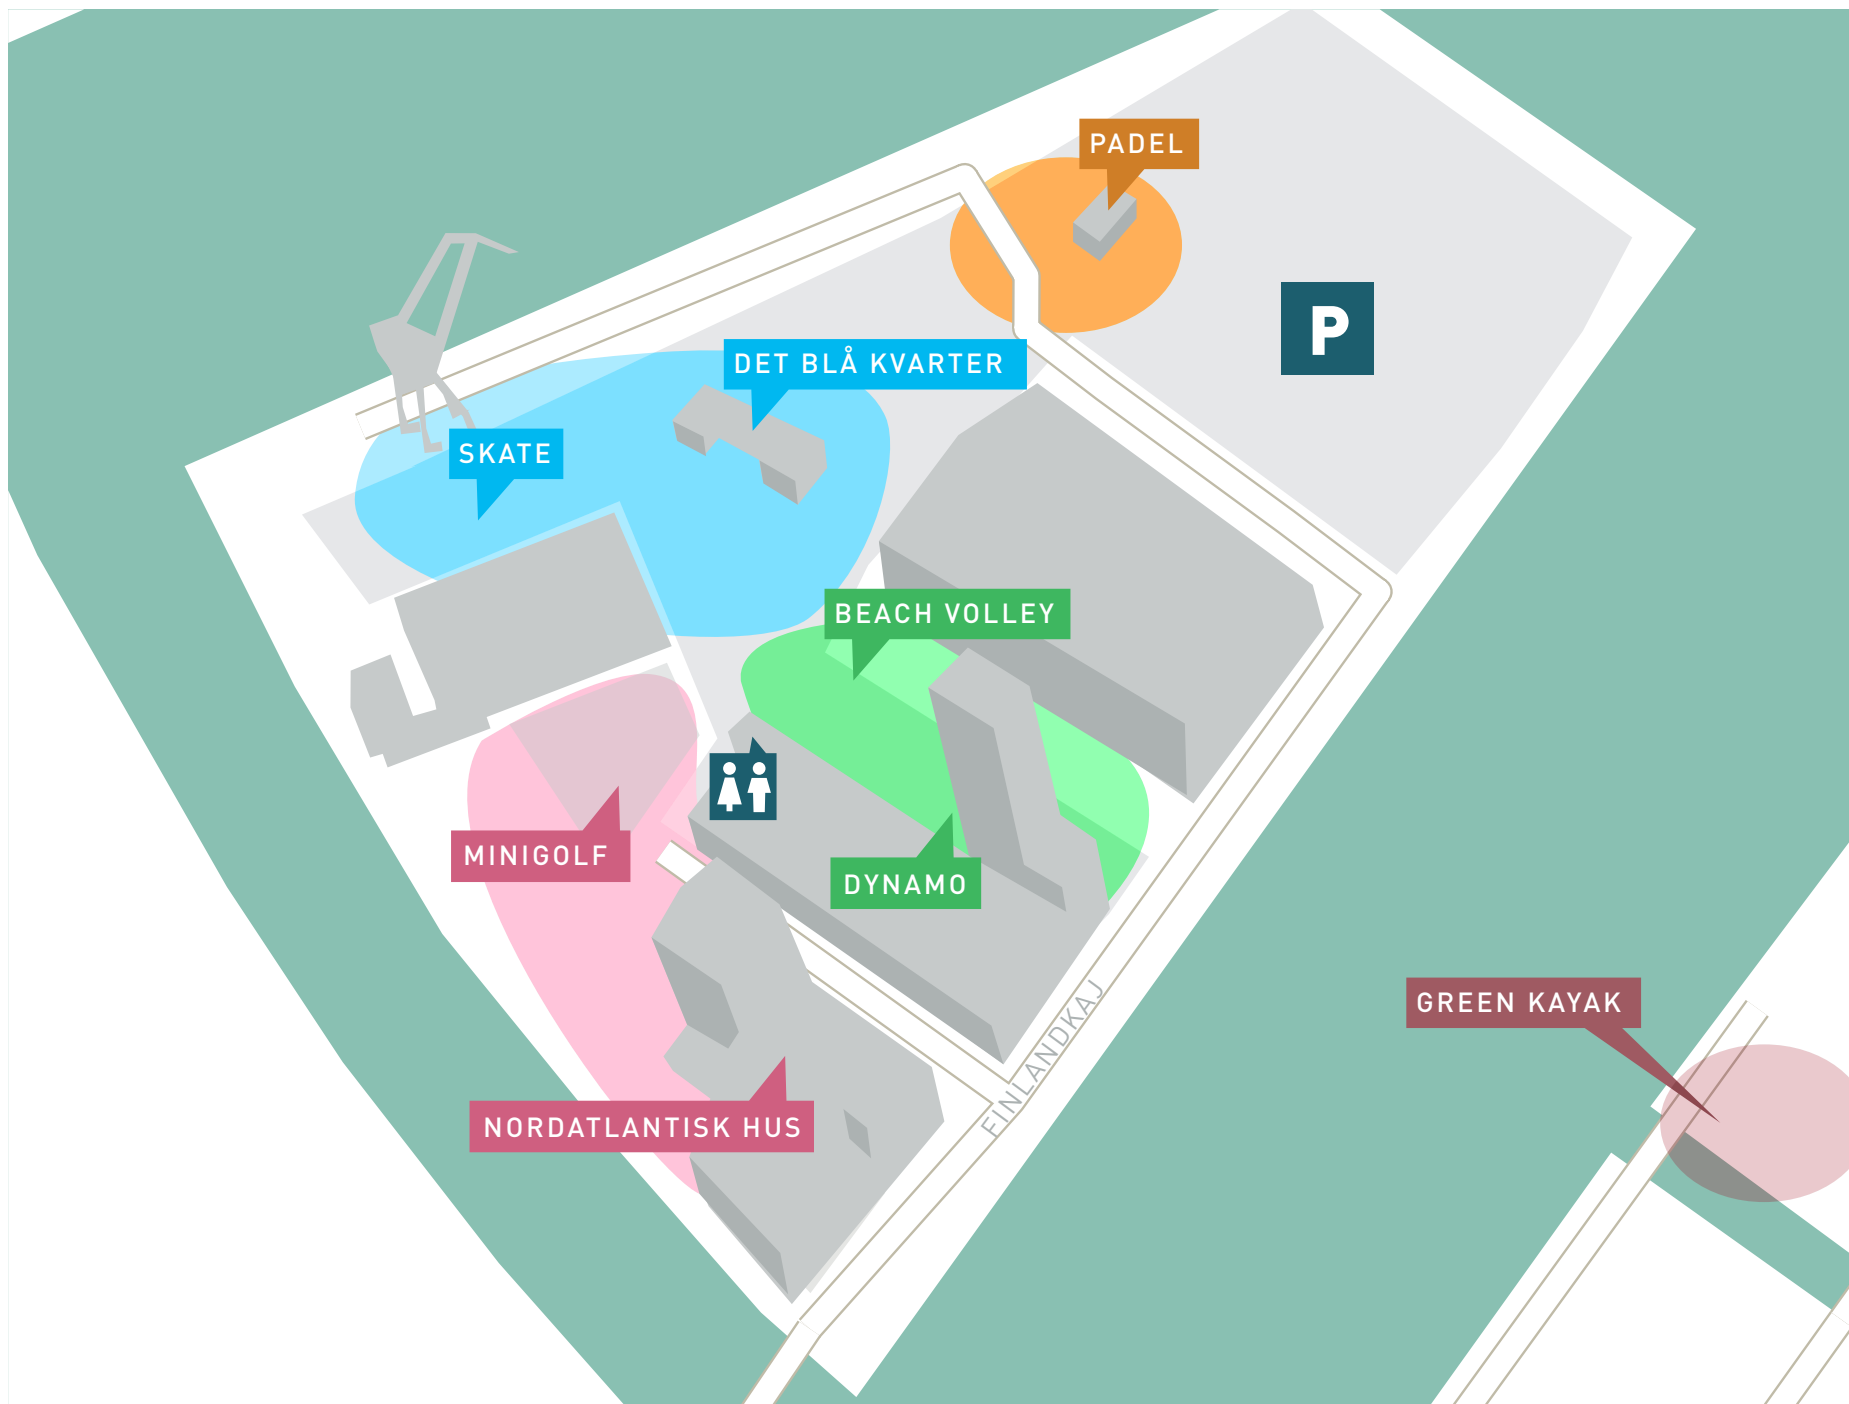 PADEL
P
DET BLÅ KVARTER
SKATE
BEACH VOLLEY
MINIGOLF
DYNAMO
FINLANDKAJ
GREEN KAYAK
NORDATLANTISK HUS